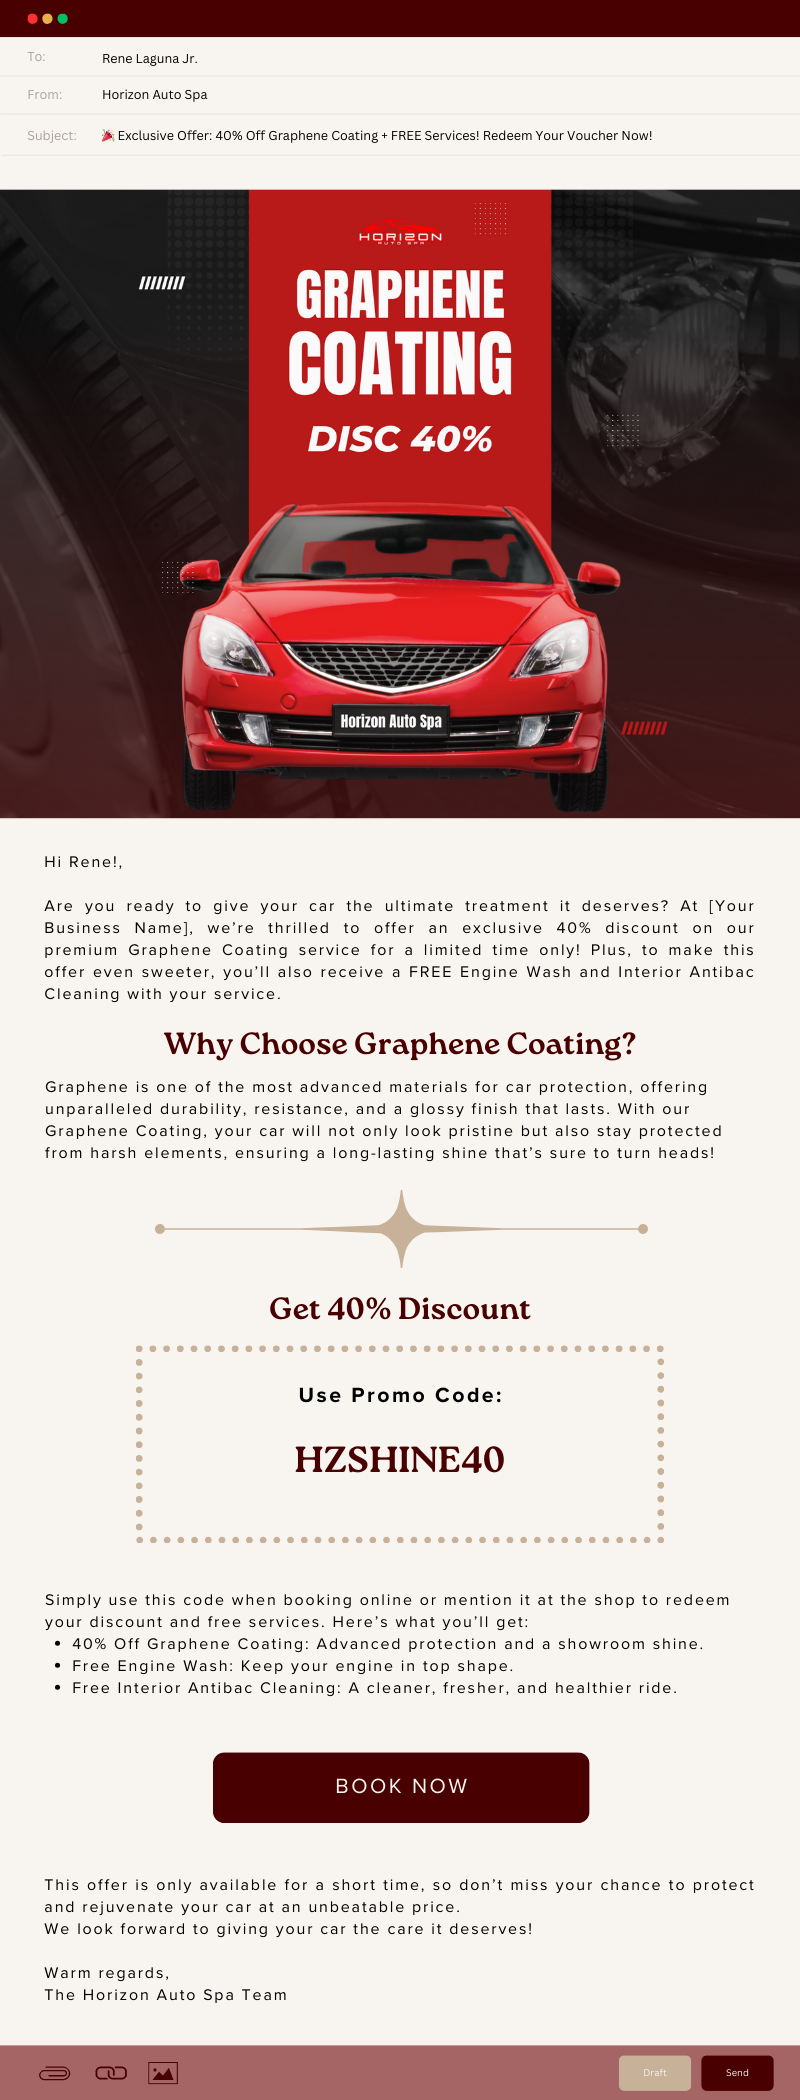 To:
Rene Laguna Jr.
From:
Horizon Auto Spa
Subject:
🎉 Exclusive Offer: 40% Off Graphene Coating + FREE Services! Redeem Your Voucher Now!
HORIZON
AUTO SPA
GRAPHENE
COATING
DISC 40%
Horizon Auto Spa
Hi Rene!,
Are you ready to give your car the ultimate treatment it deserves? At [Your
Business Name], we’re thrilled to offer an exclusive 40% discount on our
premium Graphene Coating service for a limited time only! Plus, to make this
offer even sweeter, you’ll also receive a FREE Engine Wash and Interior Antibac
Cleaning with your service.
Why Choose Graphene Coating?
Graphene is one of the most advanced materials for car protection, offering
unparalleled durability, resistance, and a glossy finish that lasts. With our
Graphene Coating, your car will not only look pristine but also stay protected
from harsh elements, ensuring a long-lasting shine that’s sure to turn heads!
Get 40% Discount
Use Promo Code:
HZSHINE40
Simply use this code when booking online or mention it at the shop to redeem
your discount and free services. Here’s what you’ll get:
• 40% Off Graphene Coating: Advanced protection and a showroom shine.
• Free Engine Wash: Keep your engine in top shape.
• Free Interior Antibac Cleaning: A cleaner, fresher, and healthier ride.
BOOK NOW
This offer is only available for a short time, so don’t miss your chance to protect
and rejuvenate your car at an unbeatable price.
We look forward to giving your car the care it deserves!
Warm regards,
The Horizon Auto Spa Team
Draft
Send